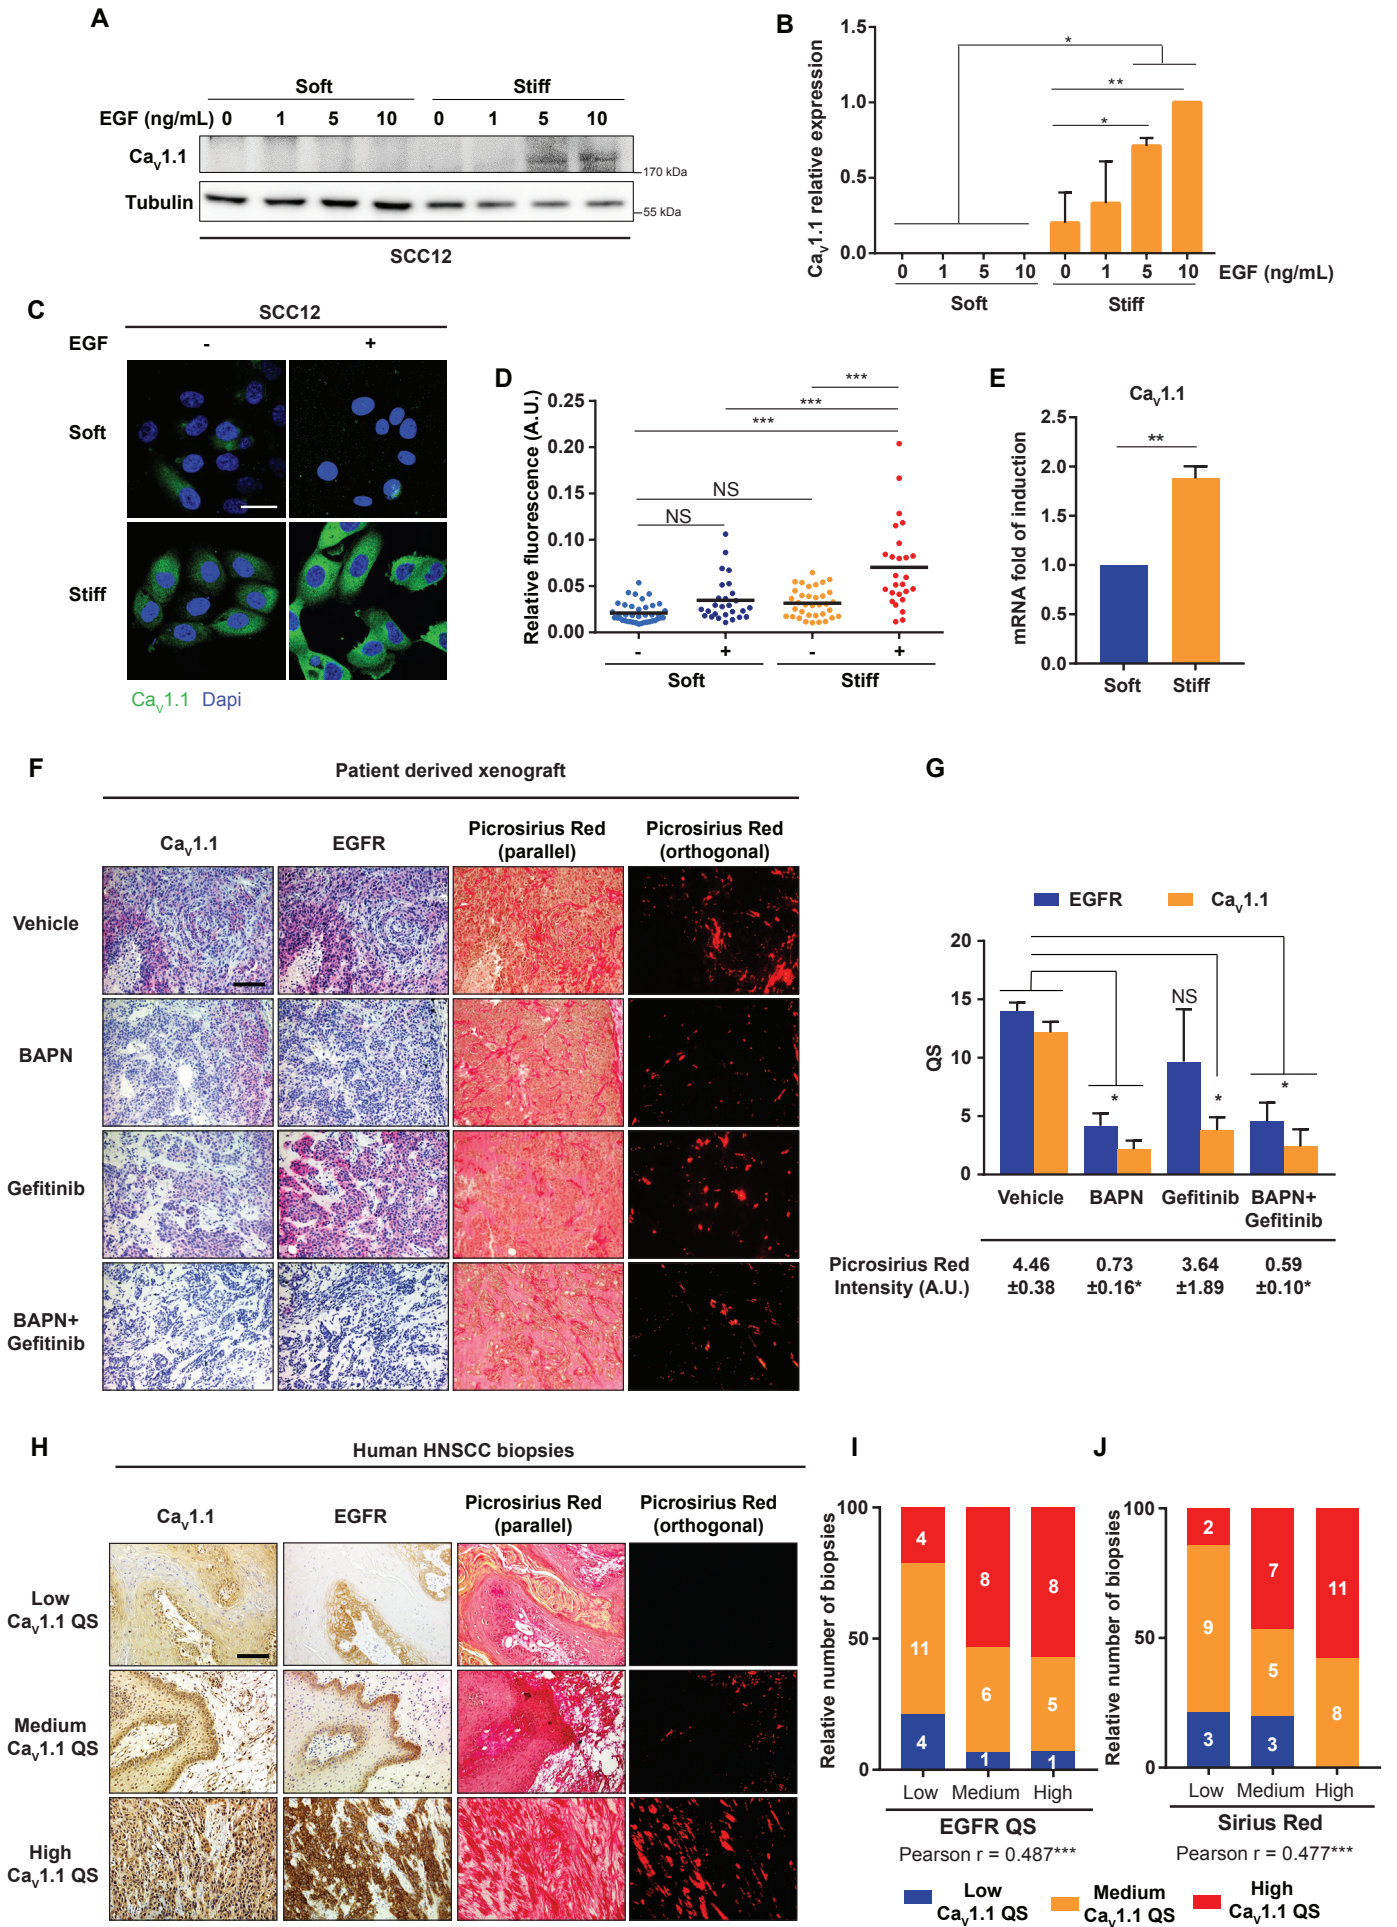 A
Soft Stiff
EGF (ng/mL) 0 1 5 10 0 1 5 10
Cav1.1
170 kDa
Tubulin
55 kDa
SCC12
B
Cav1.1 relative expression
1.5
1.0
0.5
0.0
*
**
*
0 1 5 10 0 1 5 10 EGF (ng/mL)
Soft Stiff
C
SCC12
EGF - +
Soft
Stiff
Cav1.1 Dapi
D
Relative fluorescence (A.U.)
0.25
0.20
0.15
0.10
0.05
0.00
***
***
***
NS
NS
- + - +
Soft Stiff
E
Cav1.1
mRNA fold of induction
2.5
2.0
1.5
1.0
0.5
0.0
**
Soft Stiff
F
Patient derived xenograft
Cav1.1 EGFR Picrosirius Red (parallel) Picrosirius Red (orthogonal)
Vehicle
BAPN
Gefitinib
BAPN+
Gefitinib
G
EGFR Cav1.1
QS
20
15
10
5
0
NS
* * *
Vehicle BAPN Gefitinib BAPN+
Gefitinib
Picrosirius Red 4.46 0.73 3.64 0.59
Intensity (A.U.) ±0.38 ±0.16* ±1.89 ±0.10*
H
Human HNSCC biopsies
Cav1.1 EGFR Picrosirius Red (parallel) Picrosirius Red (orthogonal)
Low
Cav1.1 QS
Medium
Cav1.1 QS
High
Cav1.1 QS
I
Relative number of biopsies
100
50
0
4 8 8
11 6 5
4 1 1
Low Medium High
EGFR QS
Pearson r = 0.487***
J
Relative number of biopsies
100
50
0
2 7 11
9 5 8
3 3
Low Medium High
Sirius Red
Pearson r = 0.477***
Low
Cav1.1 QS
Medium
Cav1.1 QS
High
Cav1.1 QS